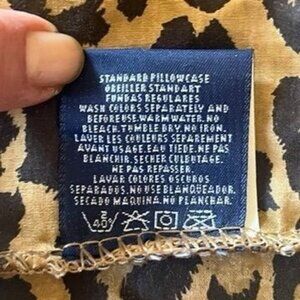 STANDARD PILLOWCASE
OREILLER STANDART
FUNDAS REGULARES
WASH COLORS SEPARATELY AND
BEFORE USE. WARM WATER. NO
BLEACH. TUMBLE DRY. NO IRON.
LAVER LES COULEURS SEPAREMENT
AVANT USAGE. EAU TIEDE. NE PAS
BLANCHIR. SECHER CULBUTAGE.
NE PAS REPASSER.
LAVAR COLORES OSCUROS
SEPARADOS. NO USE BLANQUEADOR.
SECADO MAQUINA. NO PLANCHAR.
40